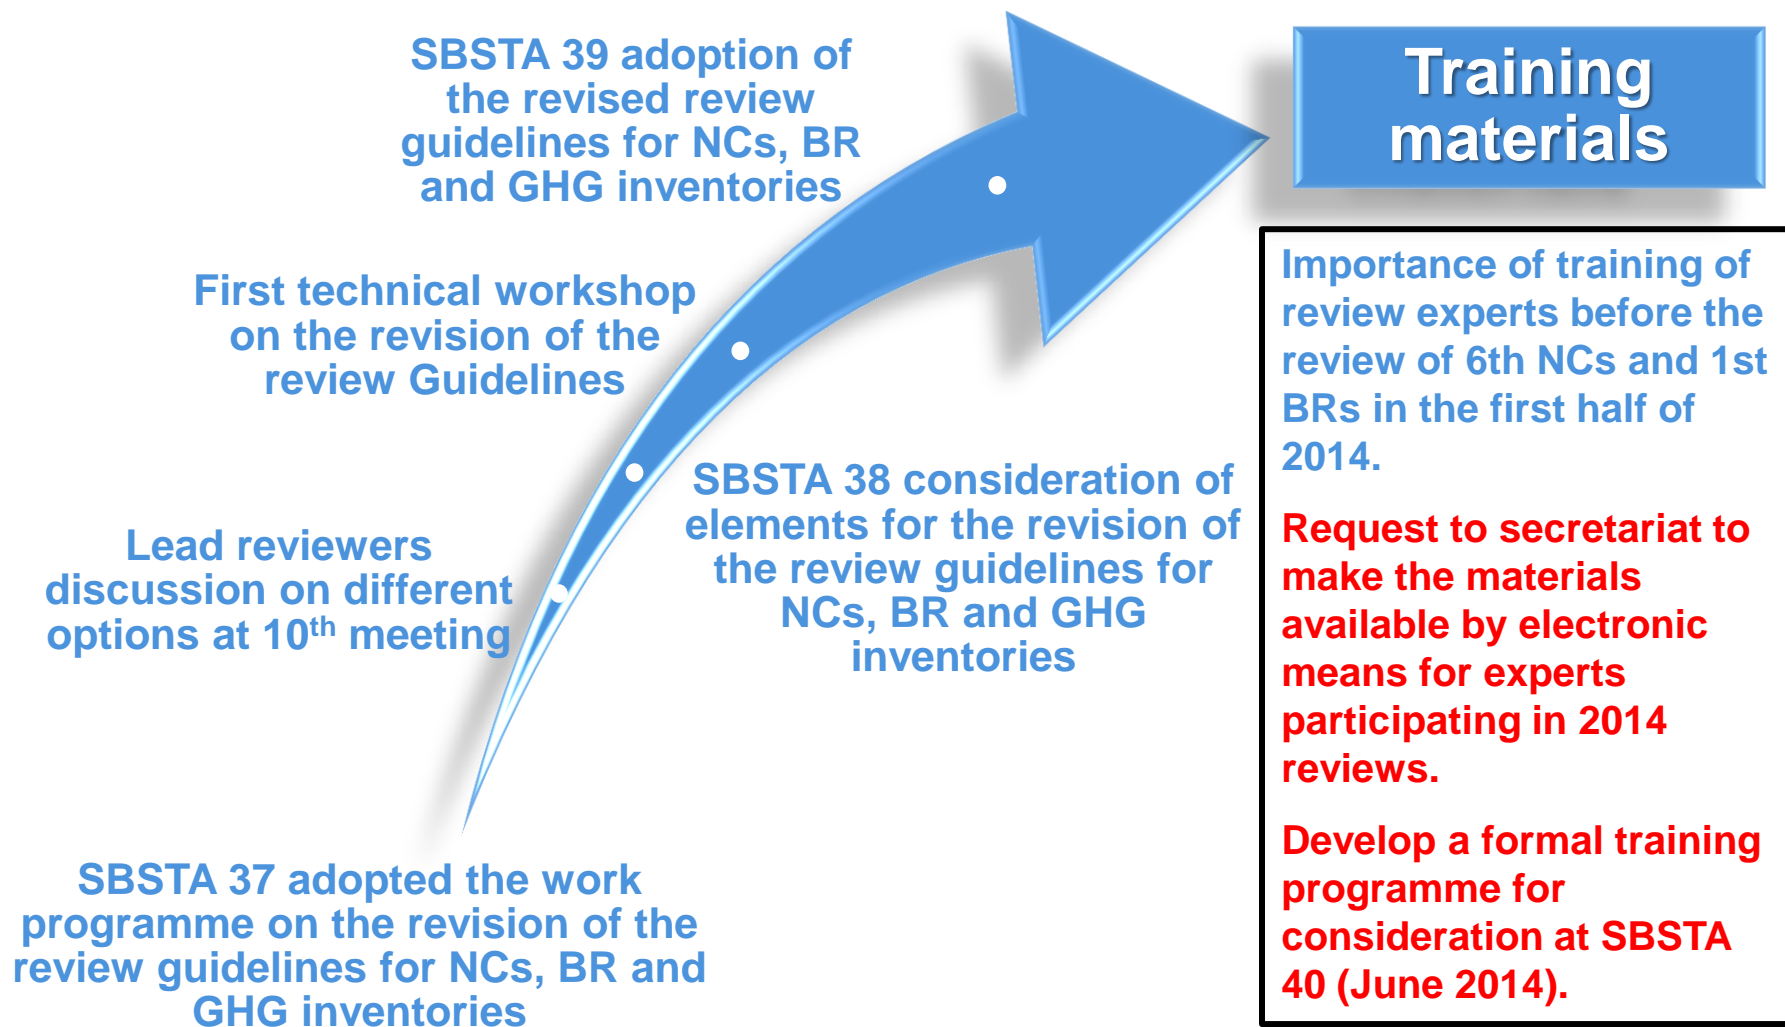 SBSTA 39 adoption of
the revised review
guidelines for NCs, BR
and GHG inventories
First technical workshop
on the revision of the
review Guidelines
Lead reviewers
discussion on different
options at 10th meeting
SBSTA 38 consideration of
elements for the revision of
the review guidelines for
NCs, BR and GHG
inventories
SBSTA 37 adopted the work
programme on the revision of the
review guidelines for NCs, BR and
GHG inventories
Training
materials
Importance of training of
review experts before the
review of 6th NCs and 1st
BRs in the first half of
2014.
Request to secretariat to
make the materials
available by electronic
means for experts
participating in 2014
reviews.
Develop a formal training
programme for
consideration at SBSTA
40 (June 2014).